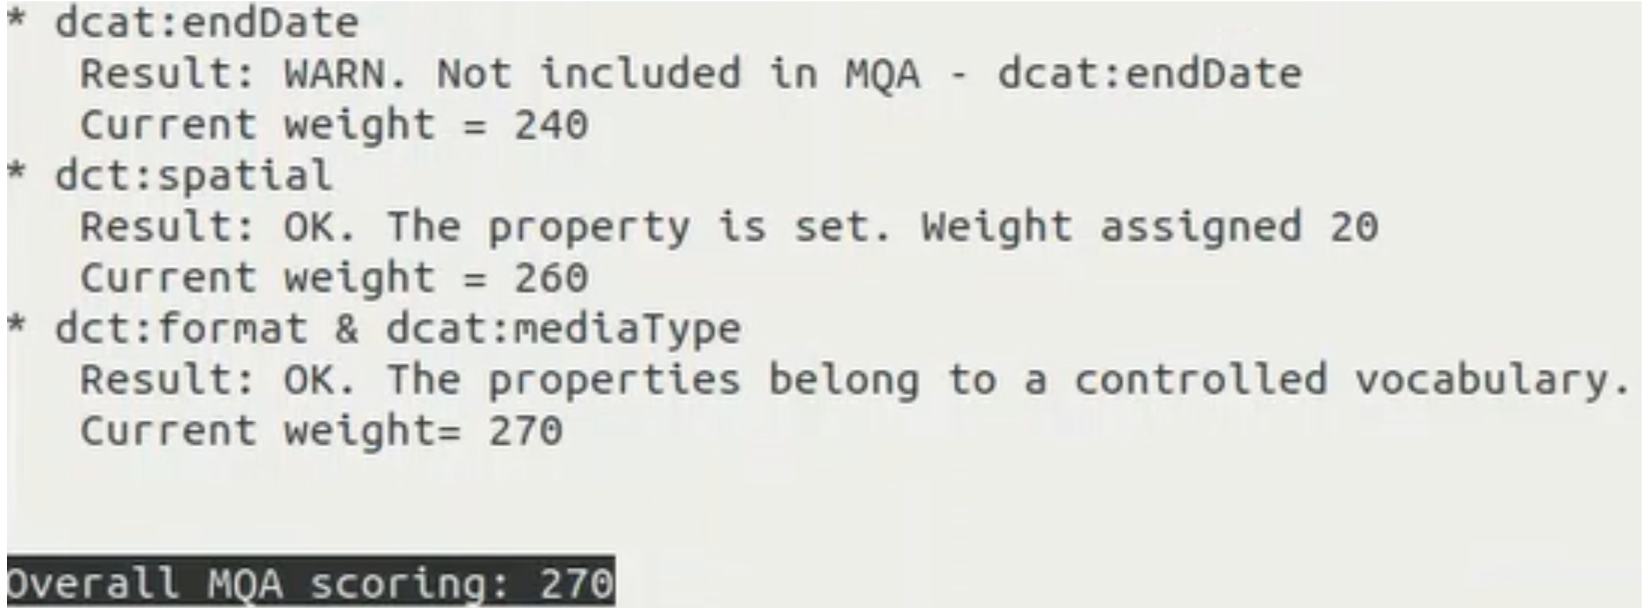 * dcat:endDate
Result: WARN. Not included in MQA - dcat:endDate
Current weight = 240
* dct:spatial
Result: OK. The property is set. Weight assigned 20
Current weight = 260
* dct:format & dcat:mediaType
Result: OK. The properties belong to a controlled vocabulary.
Current weight= 270
Overall MQA scoring: 270